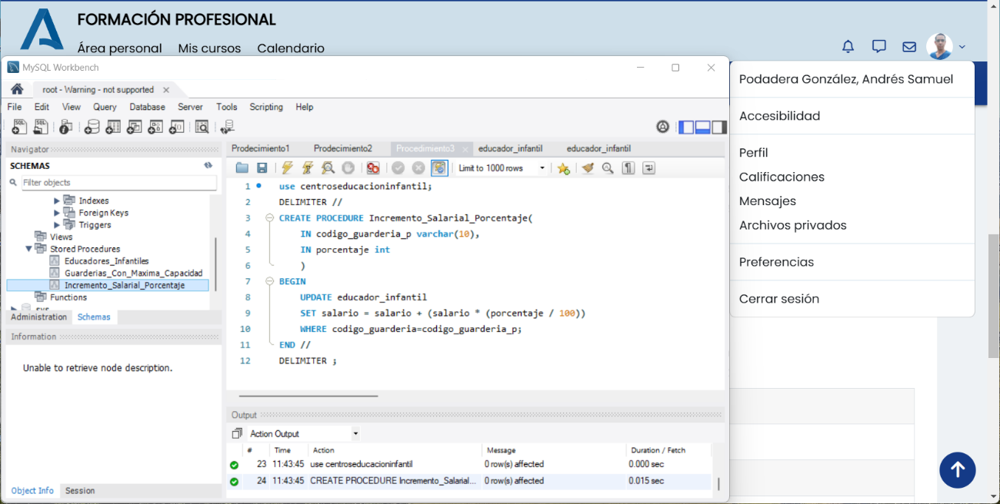 FORMACIÓN PROFESIONAL
Área personal Mis cursos Calendario
MySQL Workbench
root - Warning - not supported
File Edit View Query Database Server Tools Scripting Help
Navigator
SCHEMAS
Filter objects
Indexes
Foreign Keys
Triggers
Views
Stored Procedures
Educadores_Infantiles
Guarderias_Con_Maxima_Capacidad
Incremento_Salarial_Porcentaje
Functions
sys
Administration Schemas
Information
Unable to retrieve node description.
Object Info Session
Prodecimiento1 Prodecimiento2 Procedimiento3 educador_infantil educador_infantil
Limit to 1000 rows
1 use centroseducacioninfantil;
2 DELIMITER //
3 CREATE PROCEDURE Incremento_Salarial_Porcentaje(
4 IN codigo_guarderia_p varchar(10),
5 IN porcentaje int
6 )
7 BEGIN
8 UPDATE educador_infantil
9 SET salario = salario + (salario * (porcentaje / 100))
10 WHERE codigo_guarderia=codigo_guarderia_p;
11 END //
12 DELIMITER ;
Output
Action Output
# Time Action Message Duration / Fetch
23 11:43:45 use centroseducacioninfantil 0 row(s) affected 0.000 sec
24 11:43:45 CREATE PROCEDURE Incremento_Salarial... 0 row(s) affected 0.015 sec
Podadera González, Andrés Samuel
Accesibilidad
Perfil
Calificaciones
Mensajes
Archivos privados
Preferencias
Cerrar sesión